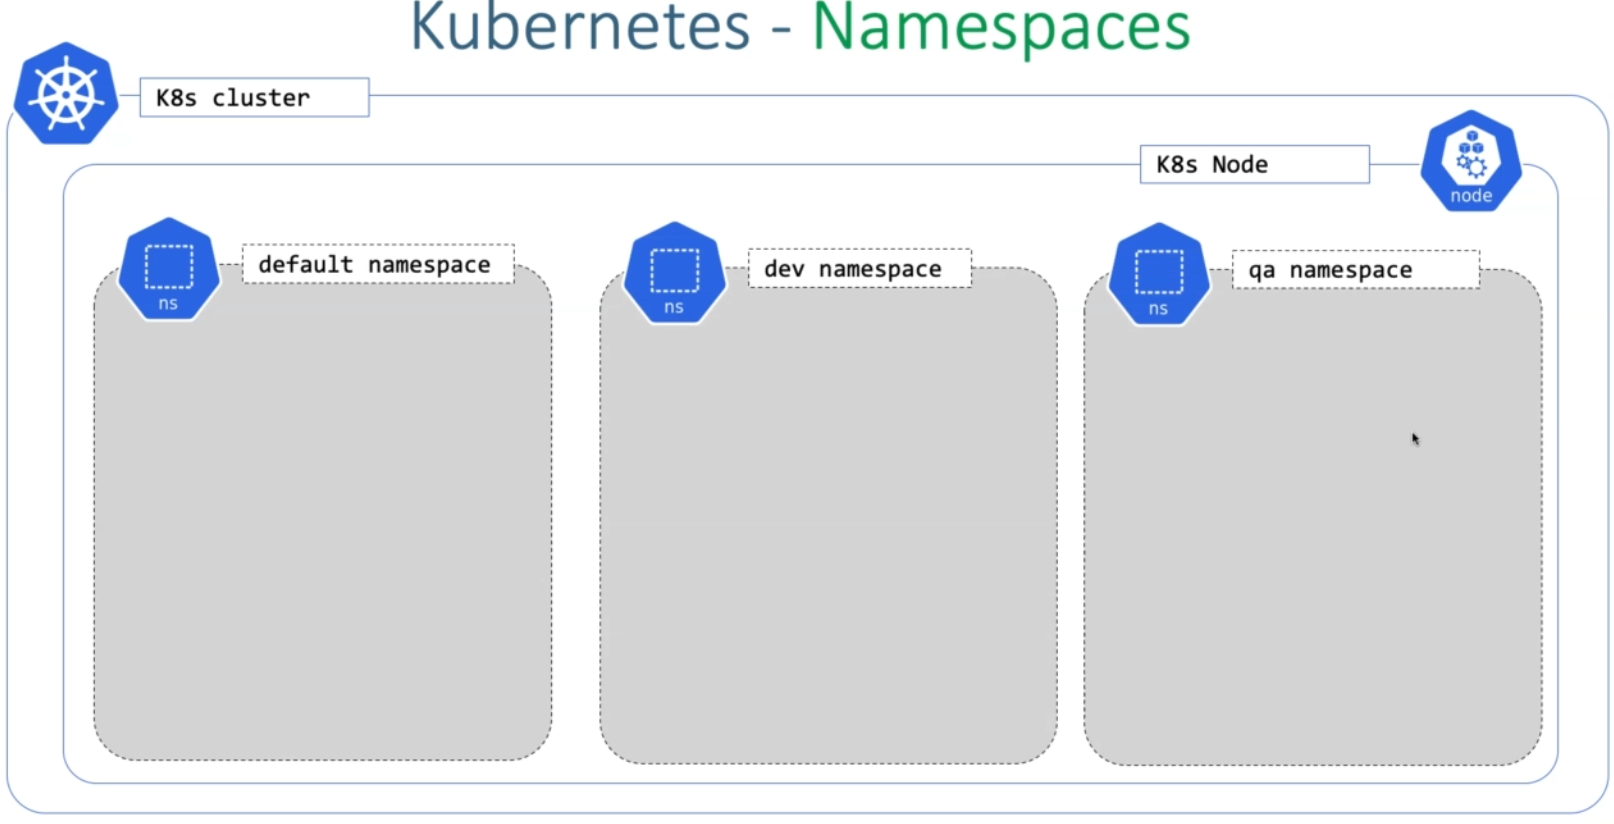 Kubernetes - Namespaces
K8s cluster
K8s Node
node
default namespace
ns
dev namespace
ns
qa namespace
ns